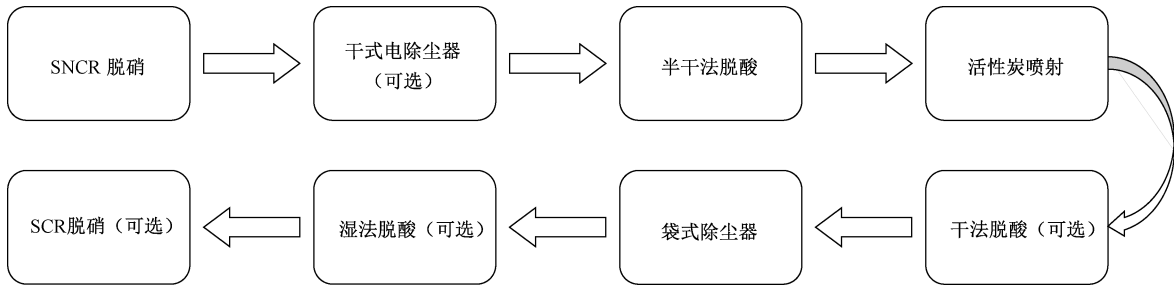 SNCR 脱硝
干式电除尘器
（可选）
半干法脱酸
活性炭喷射
SCR脱硝（可选）
湿法脱酸（可选）
袋式除尘器
干法脱酸（可选）